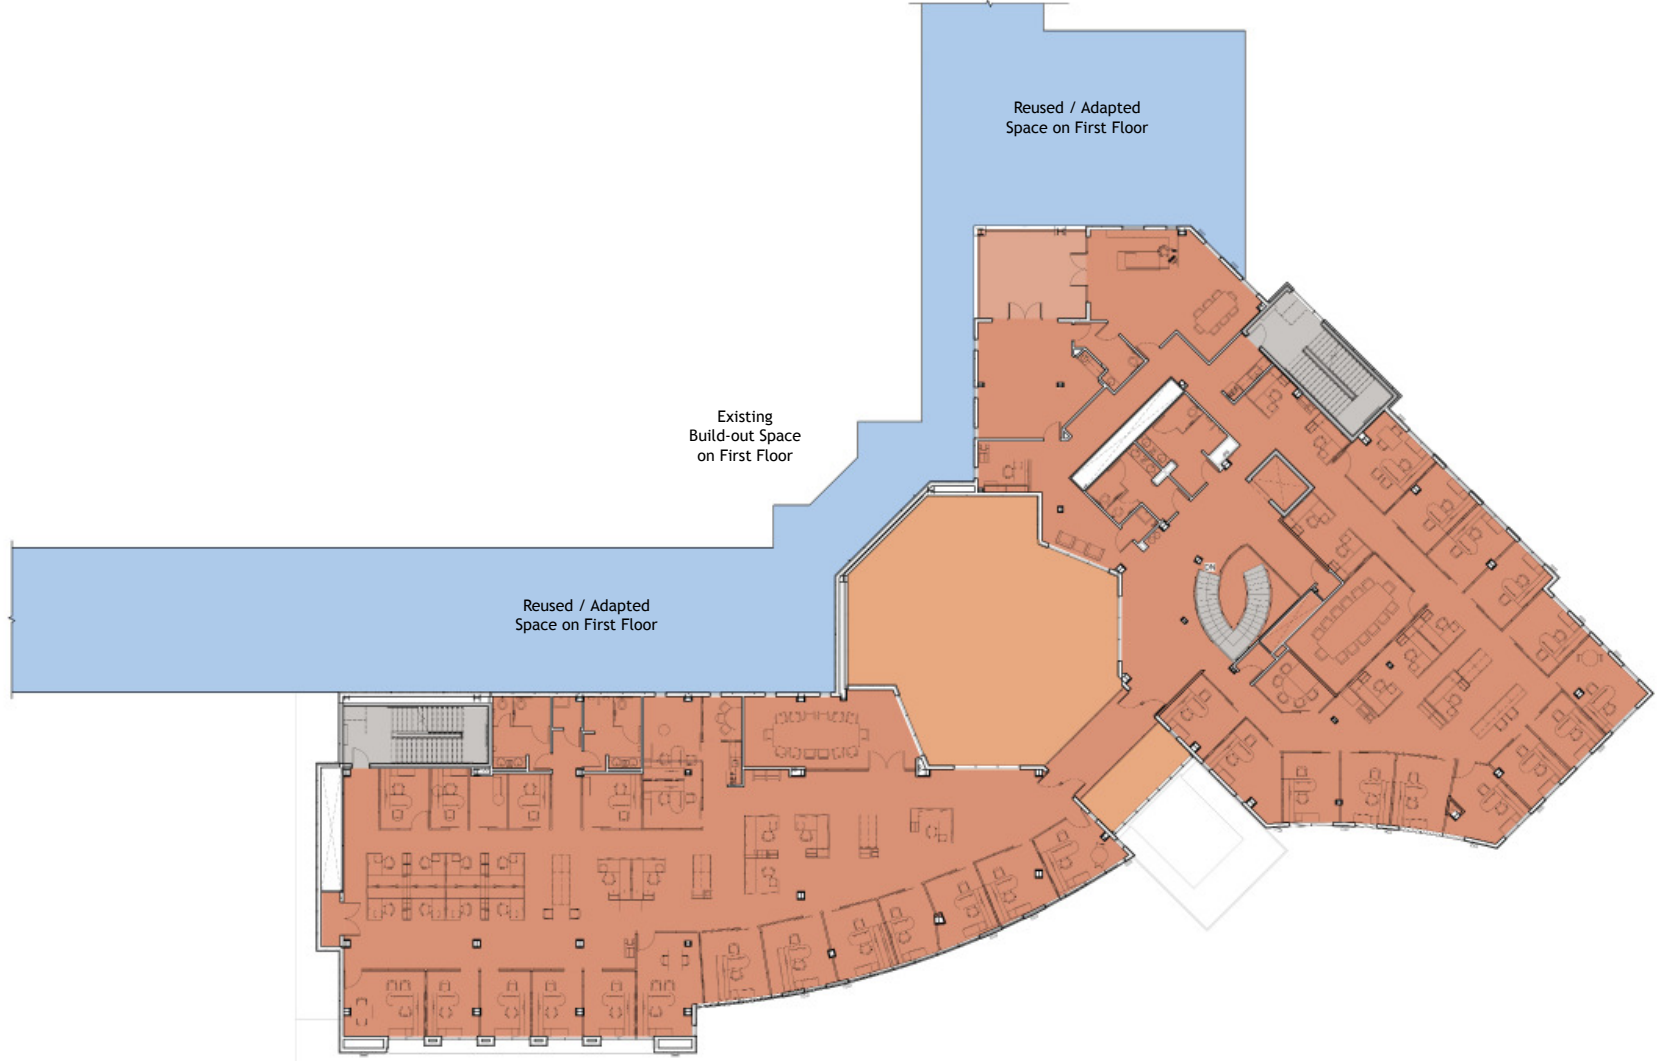 Reused / Adapted
Space on First Floor
Existing
Build-out Space
on First Floor
Reused / Adapted
Space on First Floor
DN